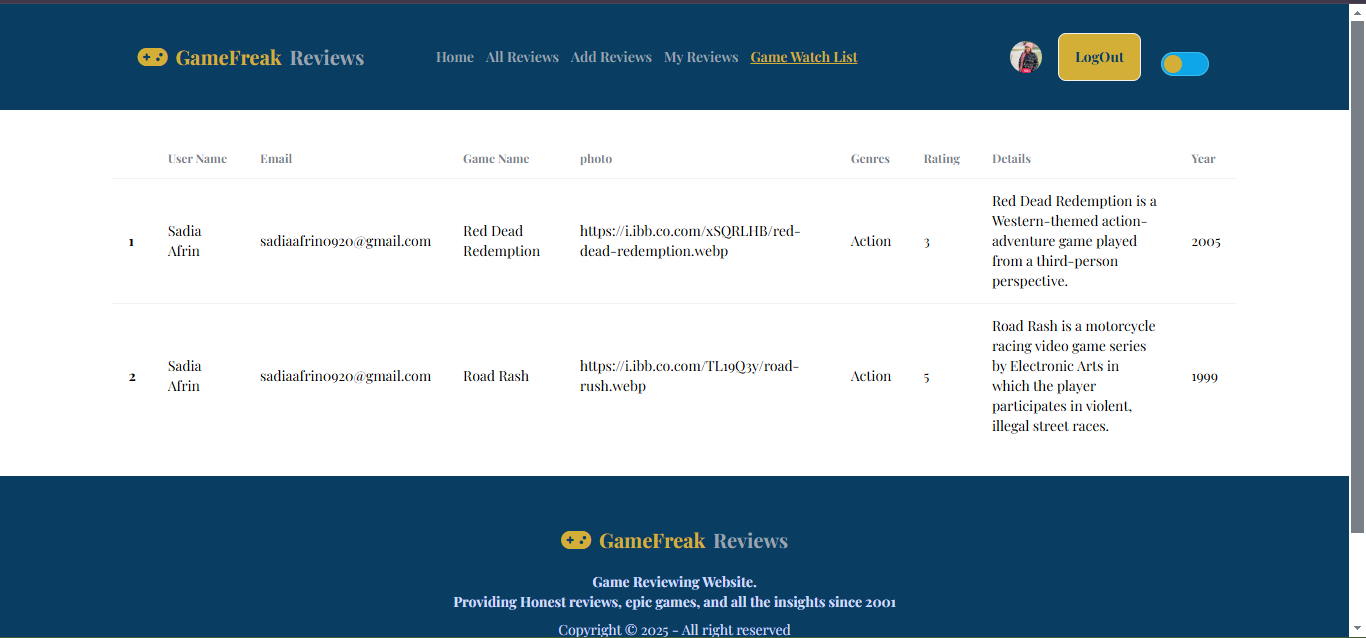 GameFreak Reviews Home All Reviews Add Reviews My Reviews Game Watch List LogOut
User Name Email Game Name photo Genres Rating Details Year
1 Sadia Afrin sadiaafrin0920@gmail.com Red Dead Redemption https://i.ibb.co.com/xSQRLHB/red-dead-redemption.webp Action 3
Red Dead Redemption is a
Western-themed action-
adventure game played
from a third-person
perspective.
2005
2 Sadia Afrin sadiaafrin0920@gmail.com Road Rash https://i.ibb.co.com/TL19Q3y/road-rush.webp Action 5
Road Rash is a motorcycle
racing video game series
by Electronic Arts in
which the player
participates in violent,
illegal street races.
1999
GameFreak Reviews
Game Reviewing Website.
Providing Honest reviews, epic games, and all the insights since 2001
Copyright © 2025 - All right reserved